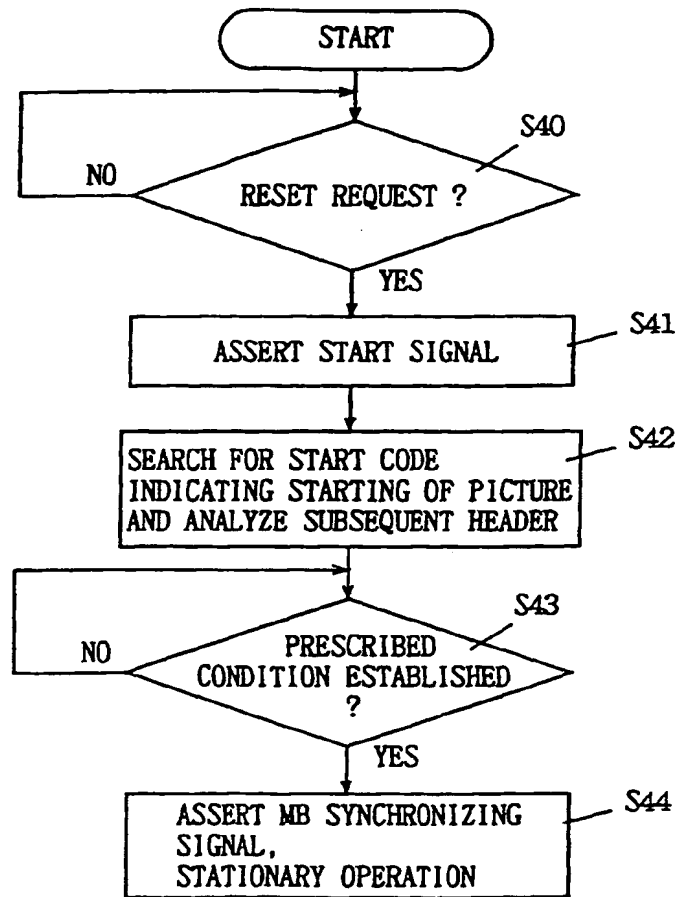 START
S40
NO
RESET REQUEST ?
YES
S41
ASSERT START SIGNAL
S42
SEARCH FOR START CODE
INDICATING STARTING OF PICTURE
AND ANALYZE SUBSEQUENT HEADER
S43
NO
PRESCRIBED
CONDITION ESTABLISHED
?
YES
S44
ASSERT MB SYNCHRONIZING
SIGNAL,
STATIONARY OPERATION